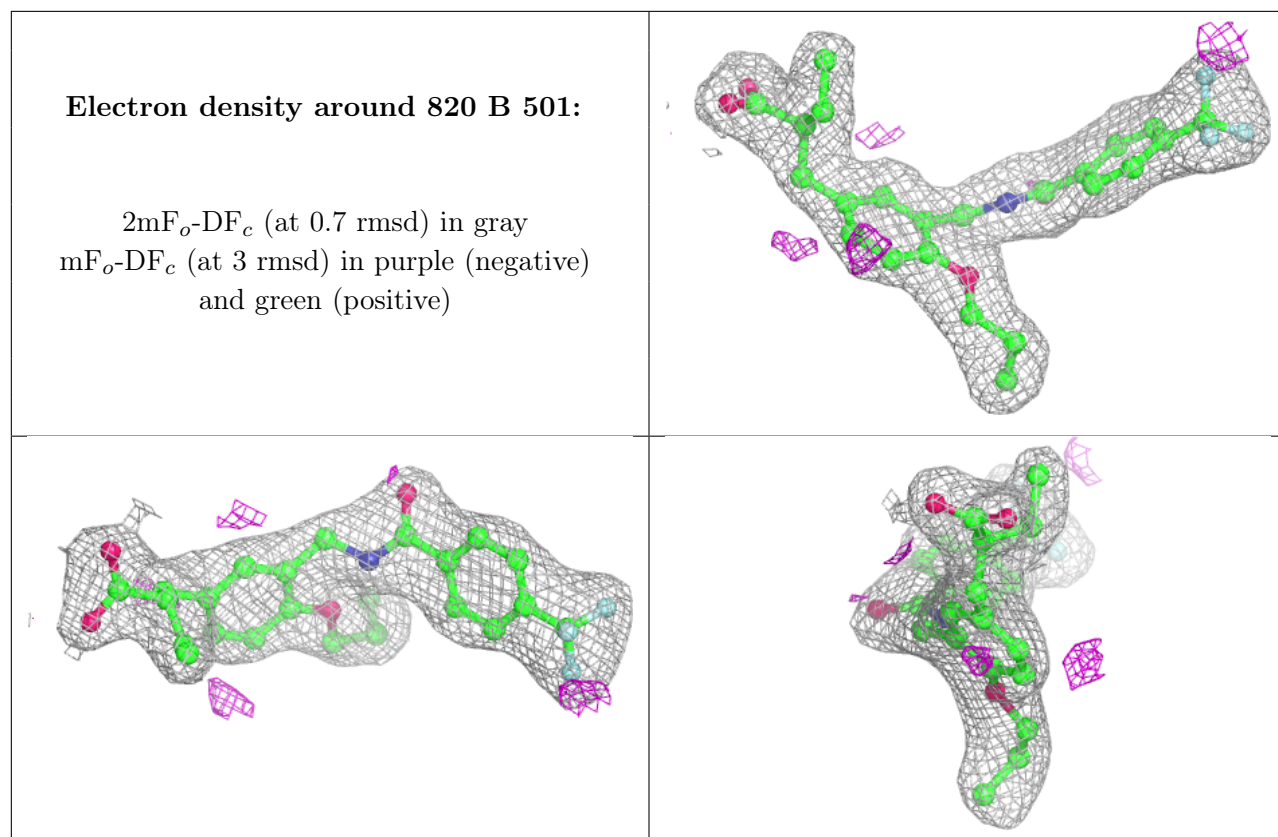 Electron density around 820 B 501:
2mFo-DFc (at 0.7 rmsd) in gray
mFo-DFc (at 3 rmsd) in purple (negative)
and green (positive)